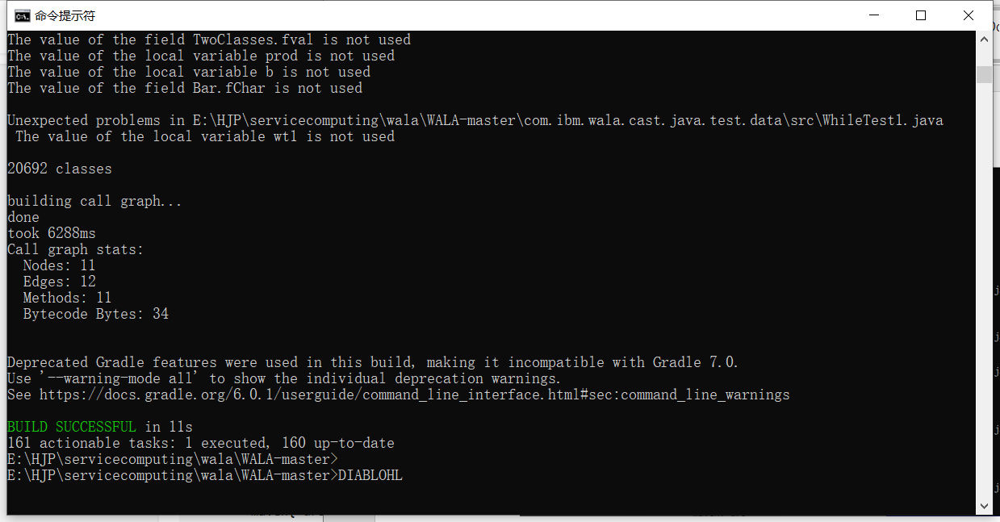 命令提示符
The value of the field TwoClasses.fval is not used
The value of the local variable prod is not used
The value of the local variable b is not used
The value of the field Bar.fChar is not used
Unexpected problems in E:\HJP\servicecomputing\wala\WALA-master\com.ibm.wala.cast.java.test.data\src\WhileTest1.java
The value of the local variable wt1 is not used
20692 classes
building call graph...
done
took 6288ms
Call graph stats:
Nodes: 11
Edges: 12
Methods: 11
Bytecode Bytes: 34
Deprecated Gradle features were used in this build, making it incompatible with Gradle 7.0.
Use '--warning-mode all' to show the individual deprecation warnings.
See https://docs.gradle.org/6.0.1/userguide/command_line_interface.html#sec:command_line_warnings
BUILD SUCCESSFUL in 11s
161 actionable tasks: 1 executed, 160 up-to-date
E:\HJP\servicecomputing\wala\WALA-master>
E:\HJP\servicecomputing\wala\WALA-master>DIABLOHL